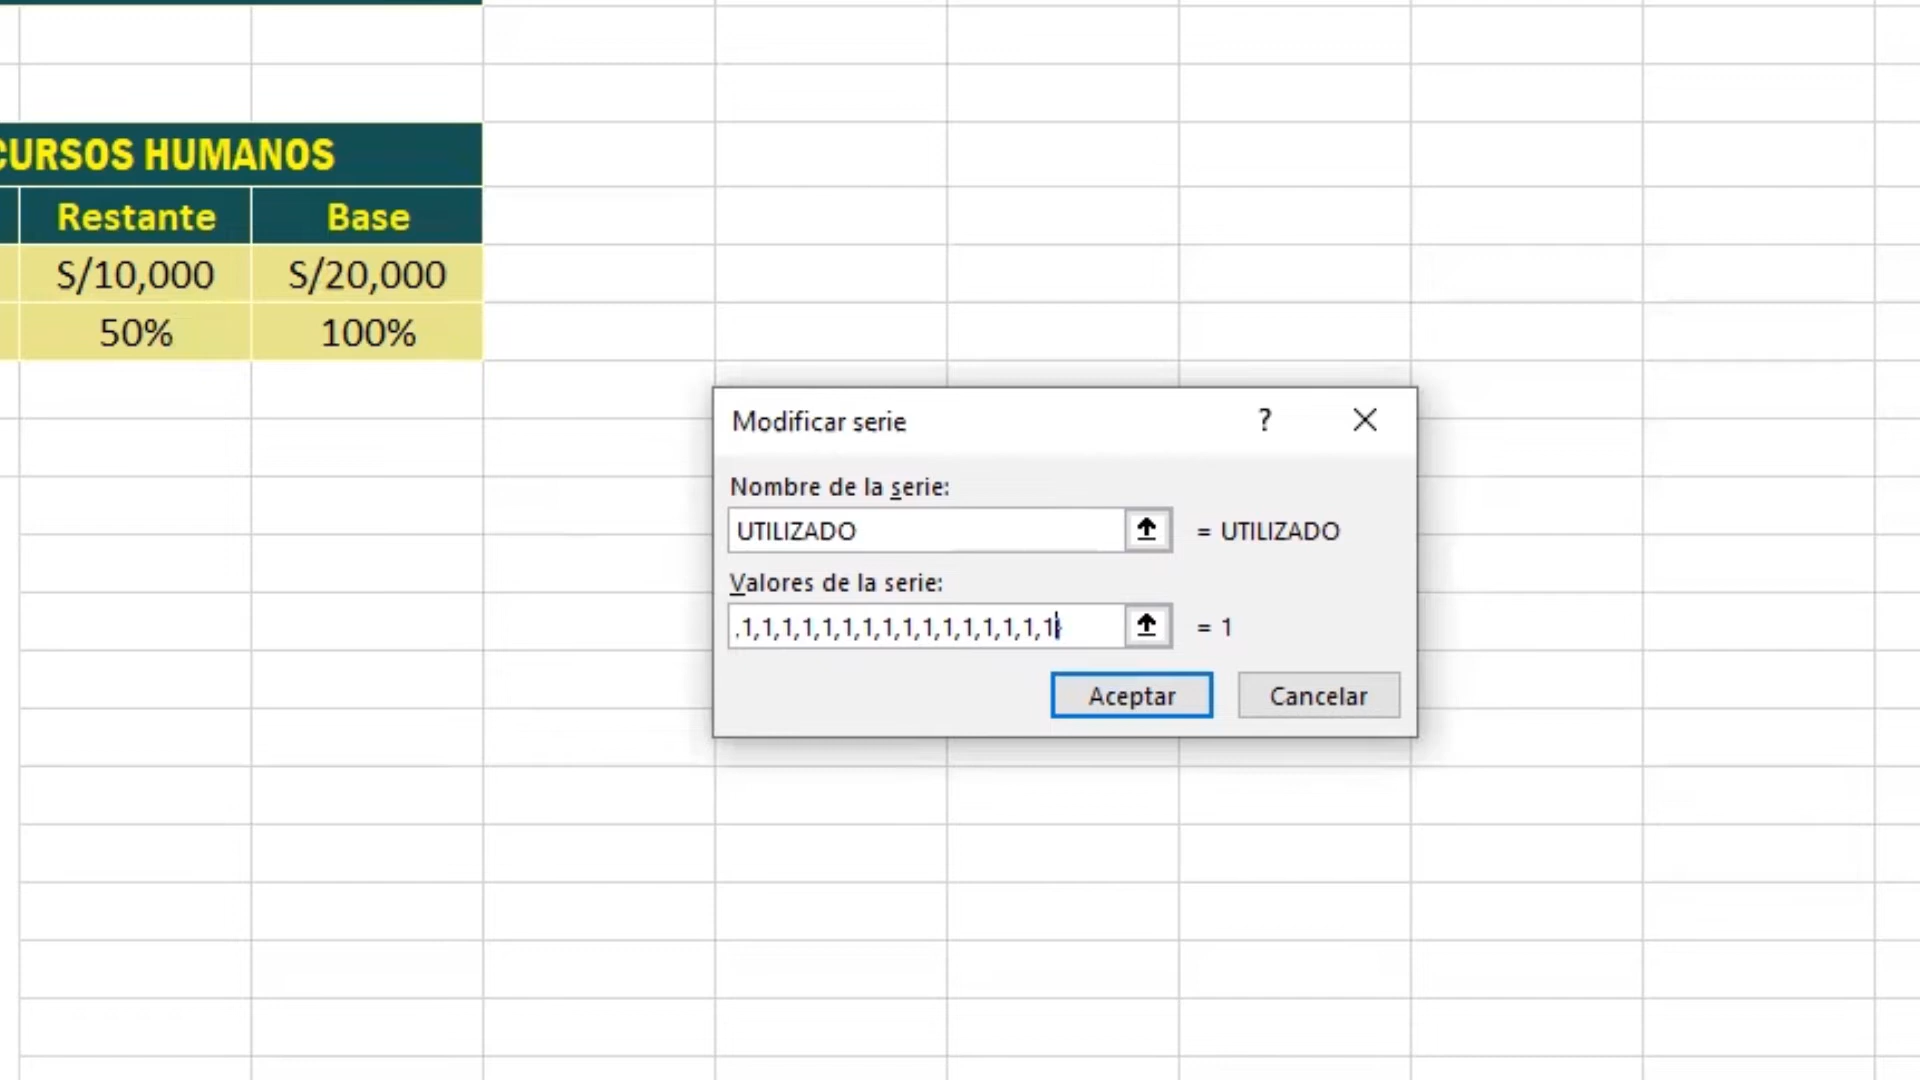 CURSOS HUMANOS
Restante Base
S/10,000 S/20,000
50% 100%
Modificar serie ?
Nombre de la serie:
UTILIZADO = UTILIZADO
Valores de la serie:
,1,1,1,1,1,1,1,1,1,1,1,1,1,1,1,1} = 1
Aceptar Cancelar